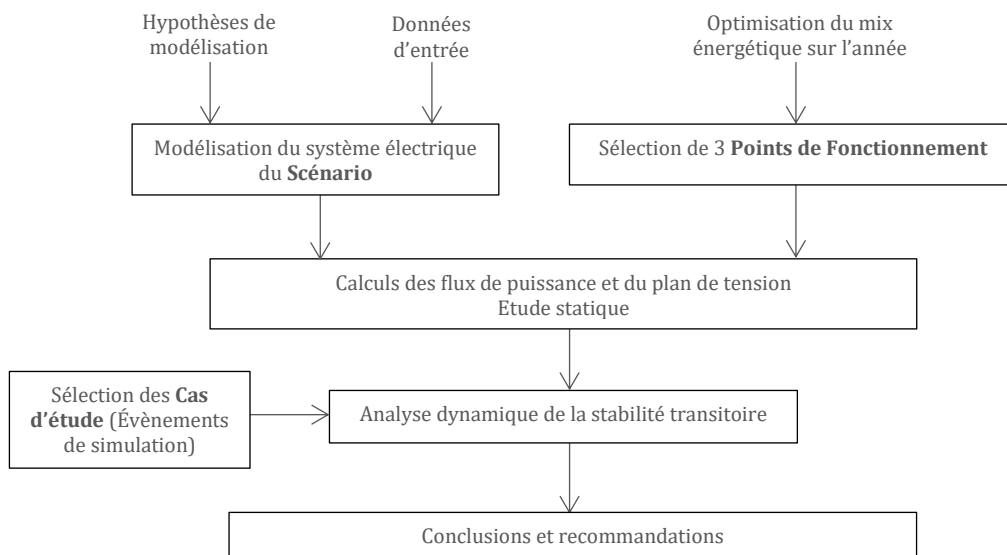 Hypothèses de
modélisation
Données
d’entrée
Optimisation du mix
énergétique sur l’année
Modélisation du système électrique
du Scénario
Sélection de 3 Points de Fonctionnement
Calculs des flux de puissance et du plan de tension
Etude statique
Sélection des Cas
d’étude (Évènements
de simulation)
Analyse dynamique de la stabilité transitoire
Conclusions et recommandations